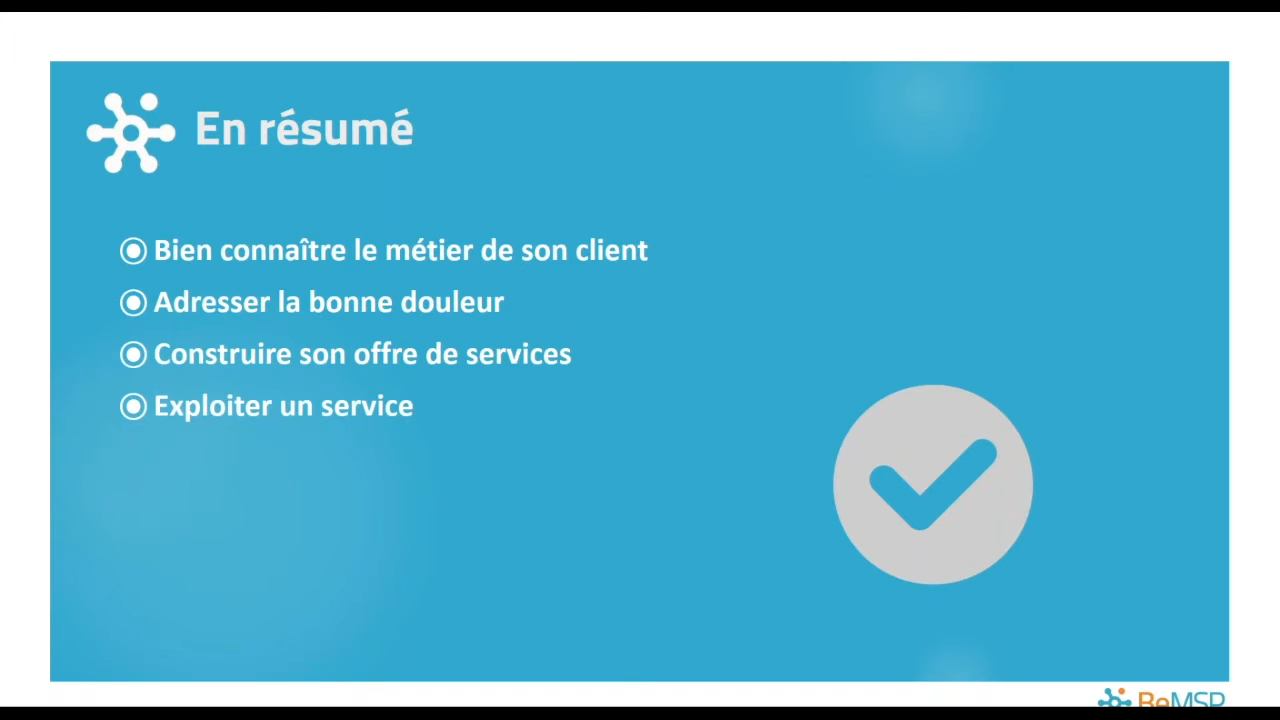 En résumé
Bien connaître le métier de son client
Adresser la bonne douleur
Construire son offre de services
Exploiter un service
BeMSP